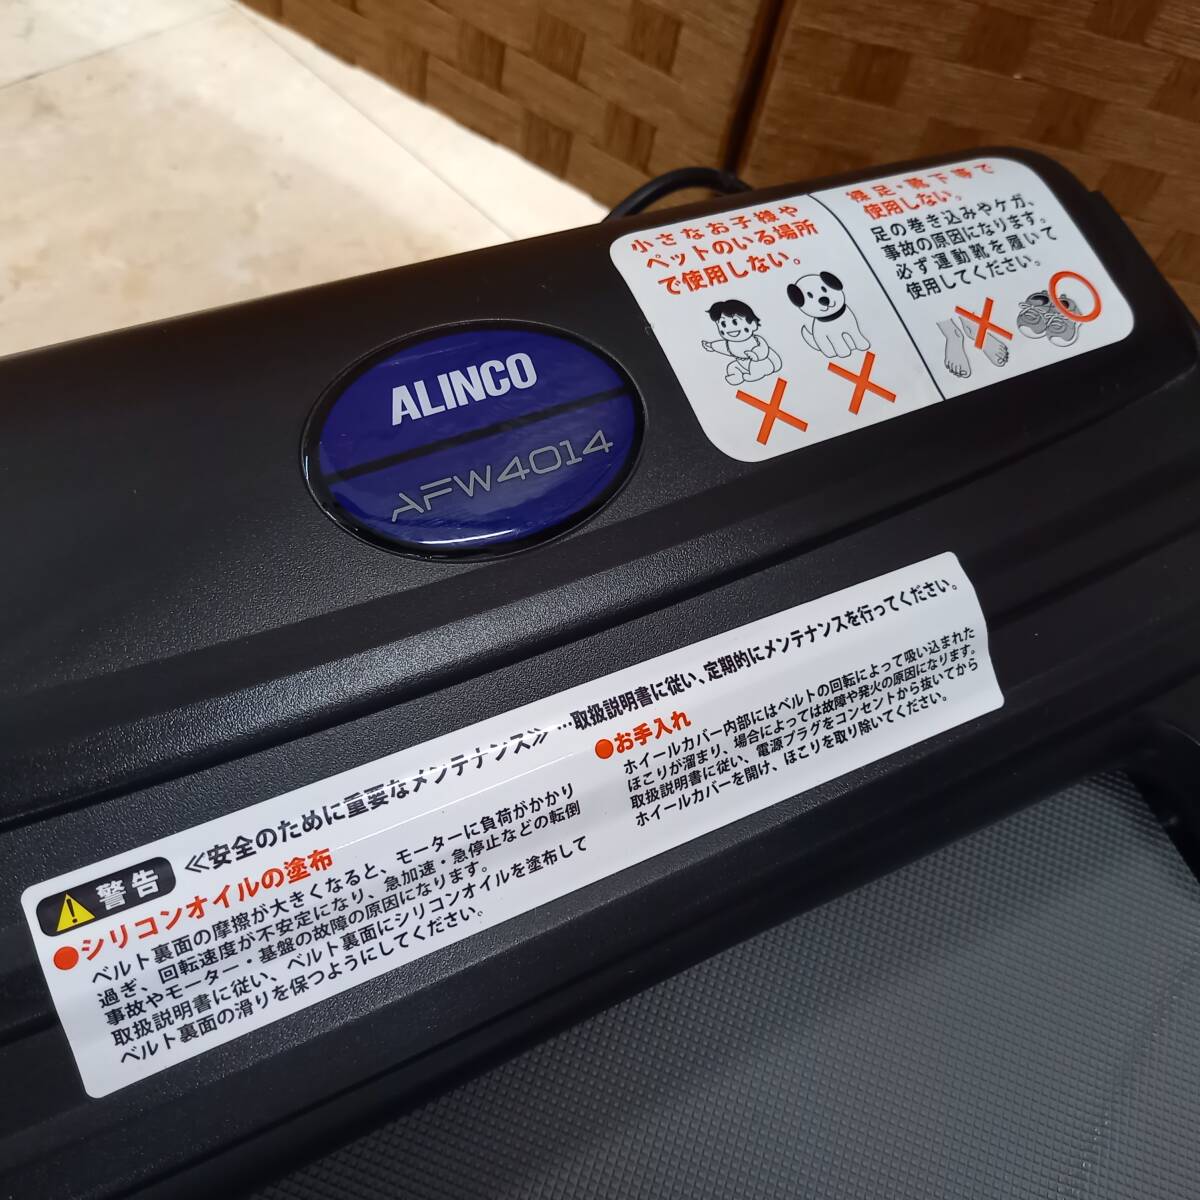 小さなお子様や
ペットのいる場所
で使用しない。
裸足・靴下等で
使用しない。
足の巻き込みやケガ、
事故の原因になります。
必ず運動靴を履いて
使用してください。
ALINCO
AFW4014
警告
≪安全のために重要なメンテナンス≫…取扱説明書に従い、定期的にメンテナンスを行ってください。
●シリコンオイルの塗布
ベルト裏面の摩擦が大きくなると、モーターに負荷がかかり
過ぎ、回転速度が不安定になり、急加速・急停止などの転倒
事故やモーター・基盤の故障の原因になります。
取扱説明書に従い、ベルト裏面にシリコンオイルを塗布して
ベルト裏面の滑りを保つようにしてください。
●お手入れ
ホイールカバー内部にはベルトの回転によって吸い込まれた
ほこりが溜まり、場合によっては故障や発火の原因になります。
取扱説明書に従い、電源プラグをコンセントから抜いてから
ホイールカバーを開け、ほこりを取り除いてください。